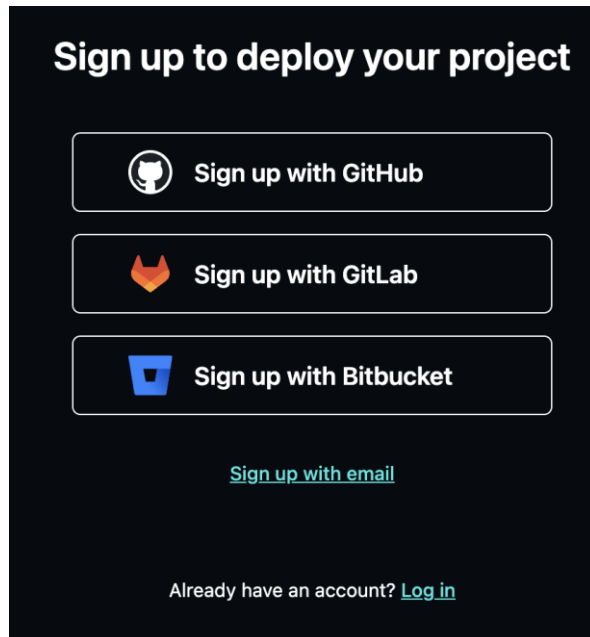 Sign up to deploy your project
Sign up with GitHub
Sign up with GitLab
Sign up with Bitbucket
Sign up with email
Already have an account? Log in